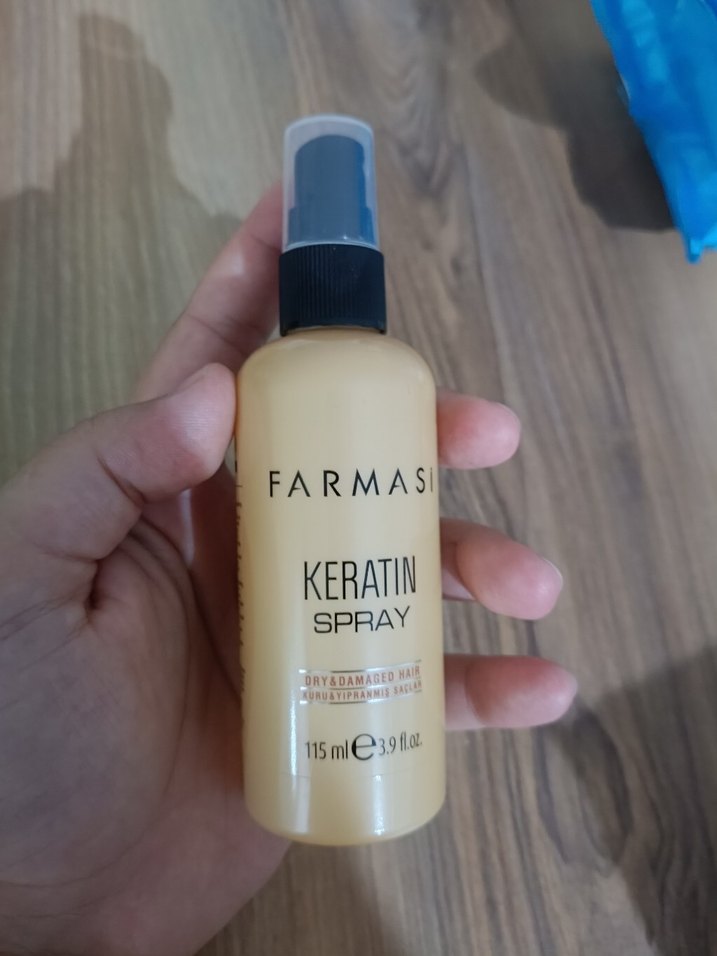 FARMASi
KERATIN
SPRAY
DRY&DAMAGED HAIR
KURU&YIPRANMIŞ SAÇLAR
115 ml e 3.9 fl.oz.